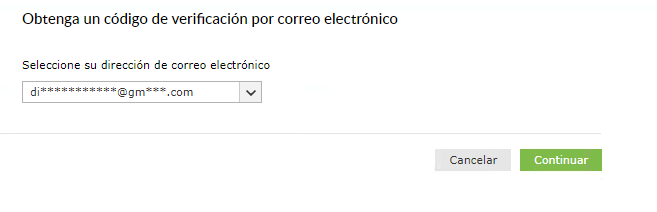 Obtenga un código de verificación por correo electrónico
Seleccione su dirección de correo electrónico
di***********@gm***.com
Cancelar Continuar